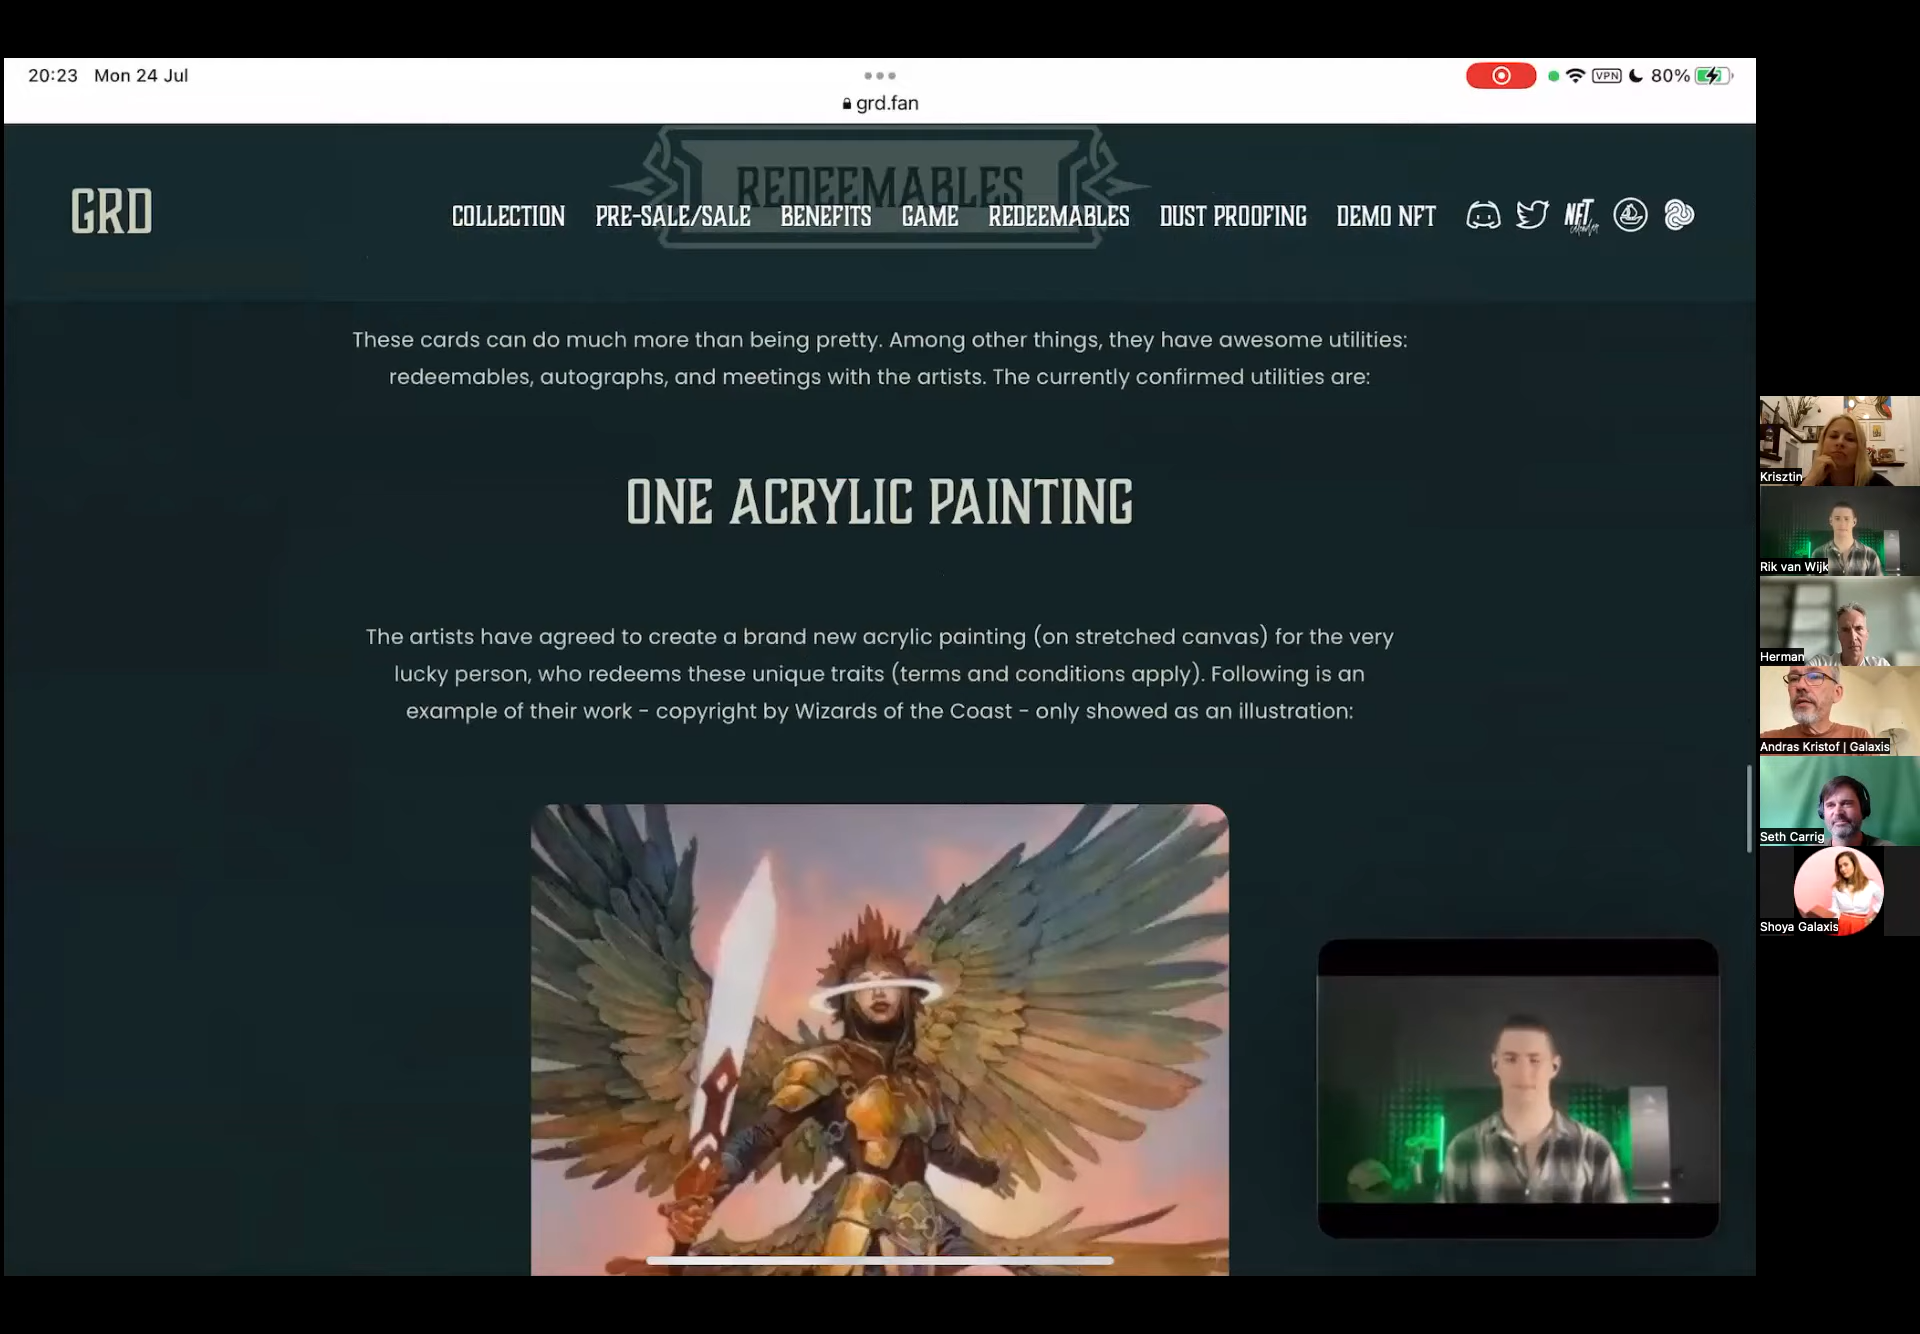 20:23 Mon 24 Jul
VPN 80%
grd.fan
REDEEMABLES
GRD
COLLECTION PRE-SALE/SALE BENEFITS GAME REDEEMABLES DUST PROOFING DEMO NFT NFT
These cards can do much more than being pretty. Among other things, they have awesome utilities:
redeemables, autographs, and meetings with the artists. The currently confirmed utilities are:
ONE ACRYLIC PAINTING
The artists have agreed to create a brand new acrylic painting (on stretched canvas) for the very
lucky person, who redeems these unique traits (terms and conditions apply). Following is an
example of their work - copyright by Wizards of the Coast - only showed as an illustration:
Krisztin
Rik van Wijk
Herman
Andras Kristof | Galaxis
Seth Carrig
Shoya Galaxis